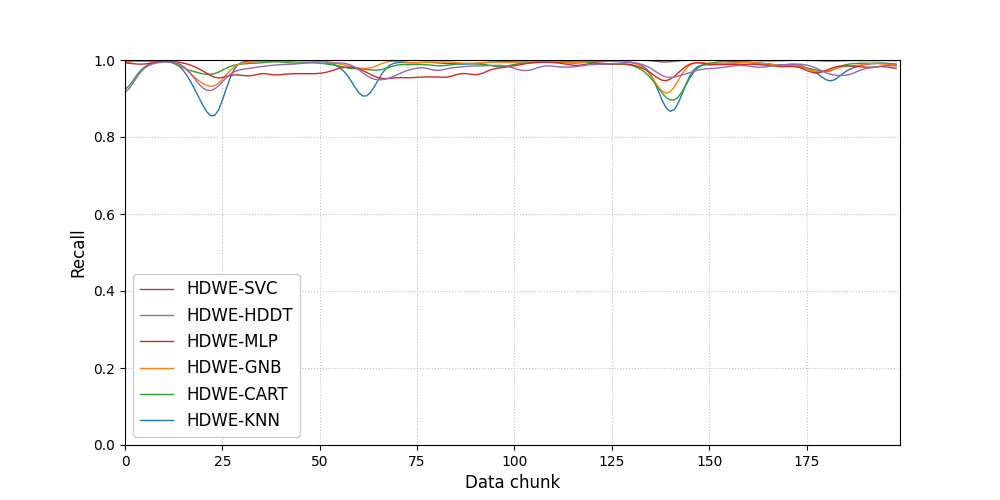 1.0
0.8
0.6
0.4
0.2
0.0
Recall
HDWE-SVC
HDWE-HDDT
HDWE-MLP
HDWE-GNB
HDWE-CART
HDWE-KNN
0 25 50 75 100 125 150 175
Data chunk